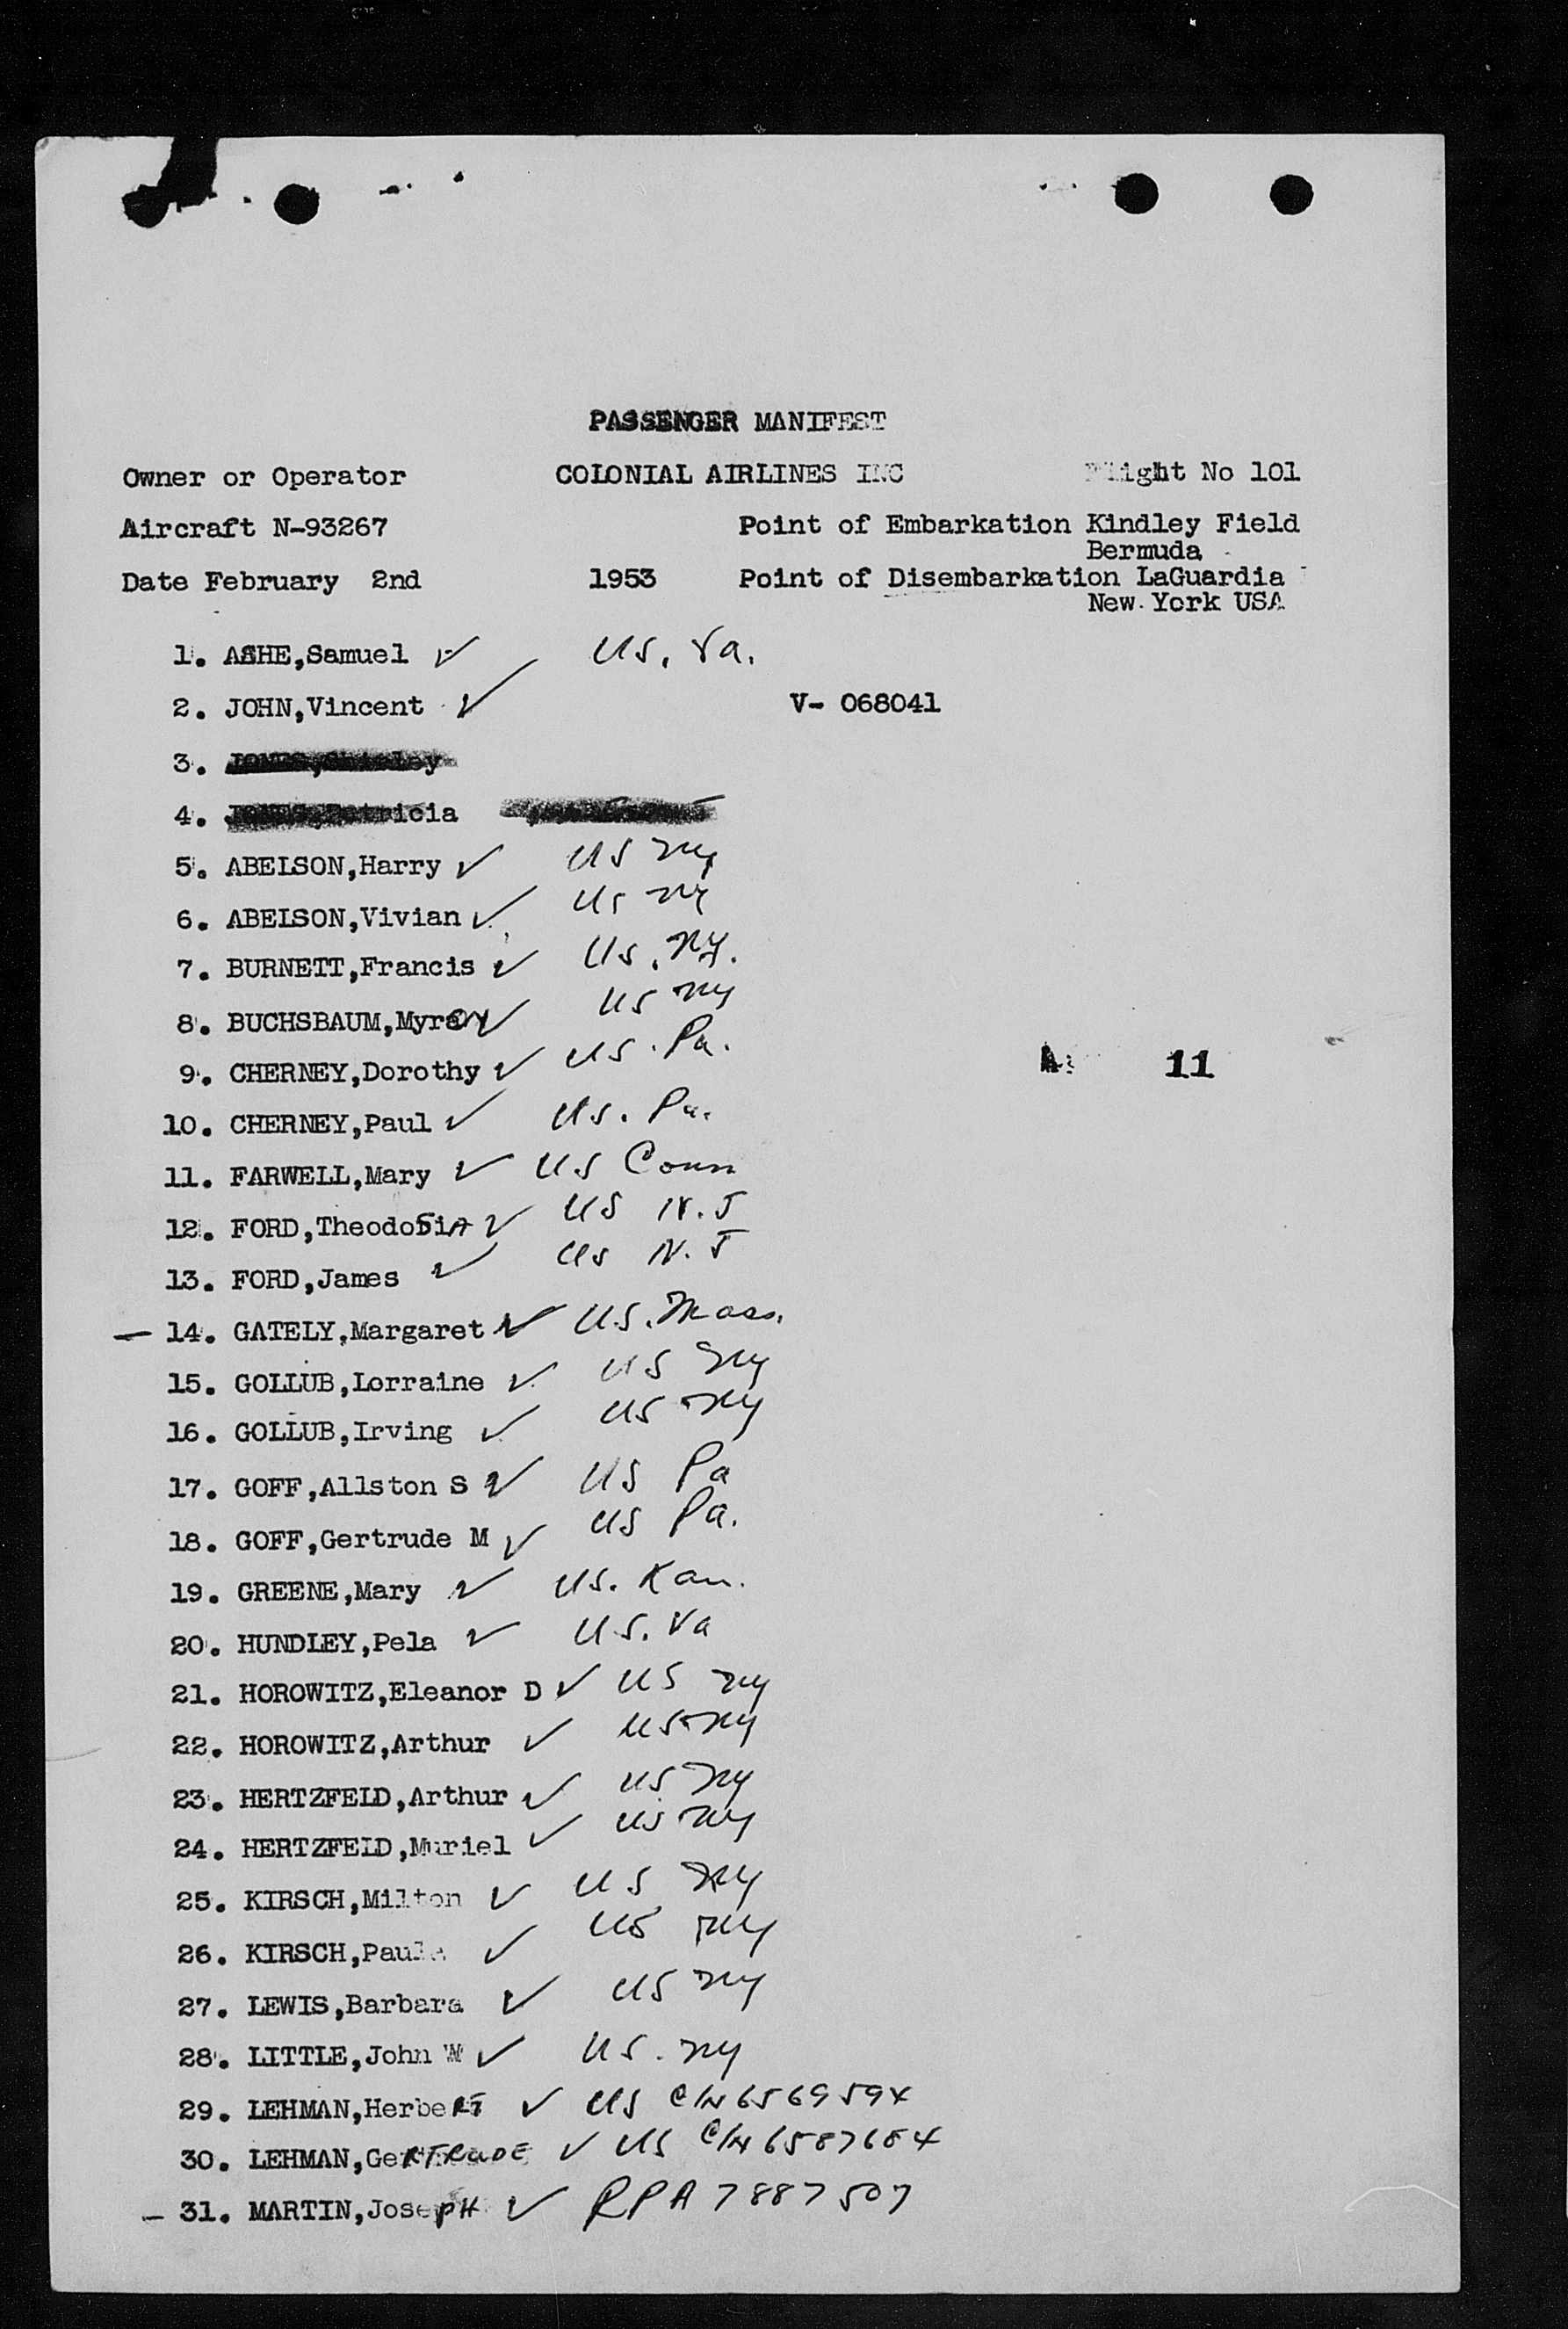 PASSENGER MANIFEST
Owner or Operator COLONIAL AIRLINES INC Flight No 101
Aircraft N-93267 Point of Embarkation Kindley Field
Bermuda
Date February 2nd 1953 Point of Disembarkation LaGuardia
New York USA
1. ASHE,Samuel ✓ US. Va.
2. JOHN,Vincent ✓ V- 068041
3. JONES,Shirley
4. JONES,Patricia
5. ABELSON,Harry ✓ US NY
6. ABELSON,Vivian ✓ US NY
7. BURNETT,Francis ✓ US. NY.
8. BUCHSBAUM,Myron ✓ US NY
9. CHERNEY,Dorothy ✓ US. Pa. A 11
10. CHERNEY,Paul ✓ US. Pa.
11. FARWELL,Mary ✓ US Conn
12. FORD,TheodoSiA ✓ US N.J
13. FORD,James ✓ US N.J
— 14. GATELY,Margaret ✓ US. Mass.
15. GOLLUB,Lorraine ✓ US NY
16. GOLLUB,Irving ✓ US NY
17. GOFF,Allston S ✓ US Pa
18. GOFF,Gertrude M ✓ US Pa.
19. GREENE,Mary ✓ US. Kan.
20. HUNDLEY,Pela ✓ US. Va
21. HOROWITZ,Eleanor D ✓ US NY
22. HOROWITZ,Arthur ✓ US NY
23. HERTZFELD,Arthur ✓ US NY
24. HERTZFELD,Muriel ✓ US NY
25. KIRSCH,Milton ✓ US NY
26. KIRSCH,Paula ✓ US NY
27. LEWIS,Barbara ✓ US NY
28. LITTLE,John W ✓ US. NY
29. LEHMAN,HerbeRT ✓ US C/N 6569594
30. LEHMAN,GeRTRuDE ✓ US C/N 6587684
— 31. MARTIN,JosepH ✓ RPA 7887507